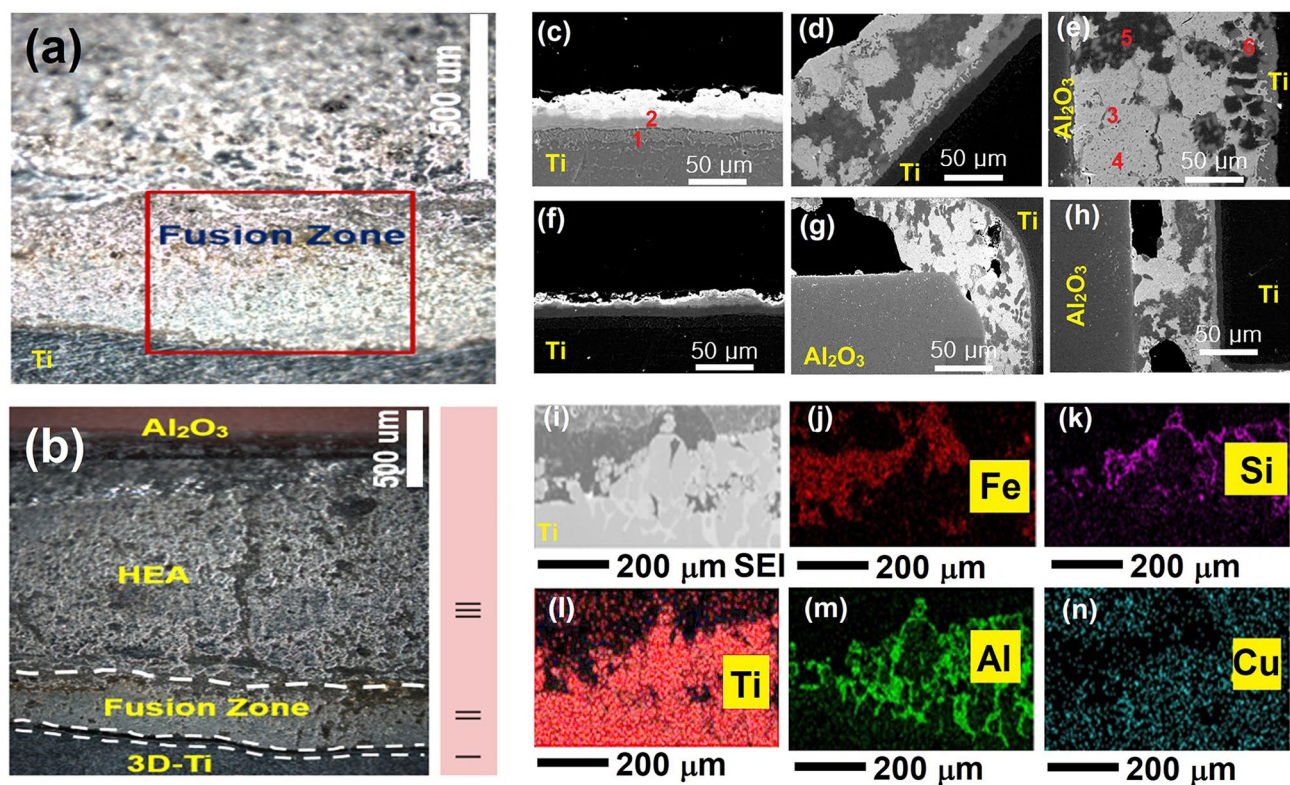 (a)
500 um
Fusion Zone
Ti
(b)
Al₂O₃
500 um
HEA
Fusion Zone
3D-Ti
≡
=
–
(c)
2
1
Ti
50 µm
(d)
Ti
50 µm
(e)
5
6
Al₂O₃
Ti
3
4
50 µm
(f)
Ti
50 µm
(g)
Ti
Al₂O₃
50 µm
(h)
Al₂O₃
Ti
50 µm
(i)
Ti
200 µm SEI
(j)
Fe
200 µm
(k)
Si
200 µm
(l)
Ti
200 µm
(m)
Al
200 µm
(n)
Cu
200 µm